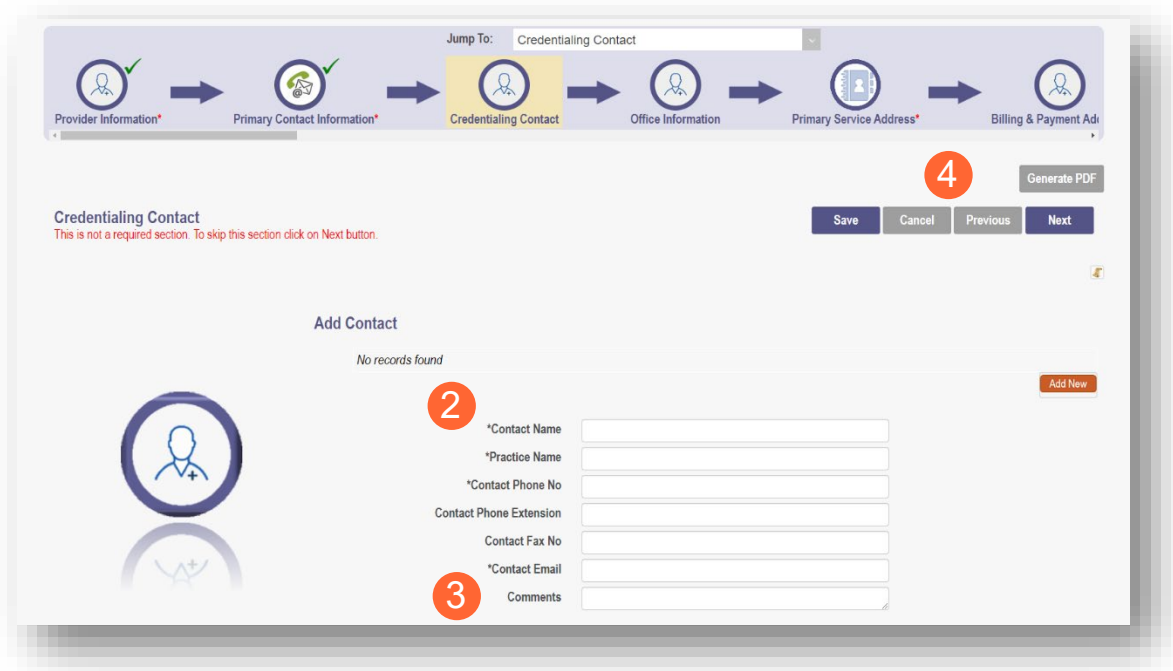 Jump To: Credentialing Contact
Provider Information* Primary Contact Information* Credentialing Contact Office Information Primary Service Address* Billing & Payment Add
4
Generate PDF
Credentialing Contact
This is not a required section. To skip this section click on Next button.
Save Cancel Previous Next
Add Contact
No records found
Add New
2
*Contact Name
*Practice Name
*Contact Phone No
Contact Phone Extension
Contact Fax No
*Contact Email
3
Comments